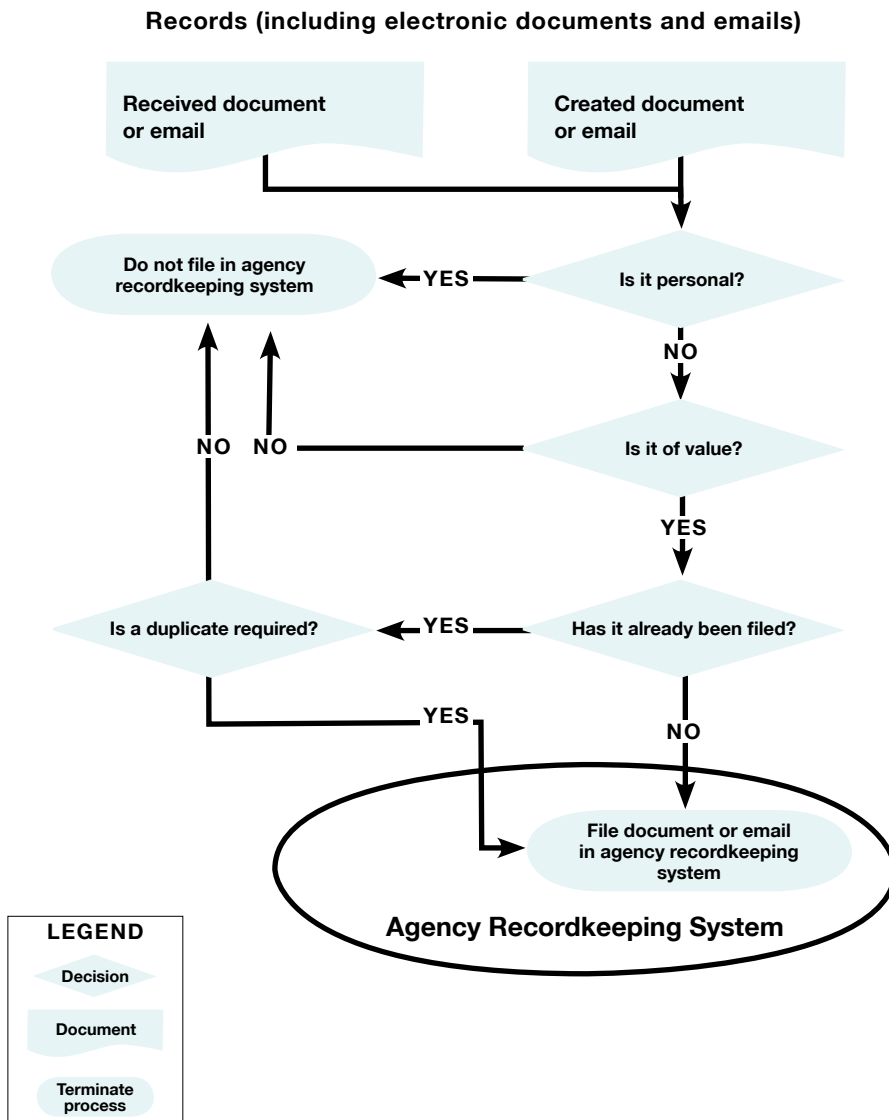 Records (including electronic documents and emails)
Received document
or email
Created document
or email
Do not file in agency
recordkeeping system
YES
Is it personal?
NO
NO
NO
Is it of value?
YES
Is a duplicate required?
YES
Has it already been filed?
YES
NO
File document or email
in agency recordkeeping
system
Agency Recordkeeping System
LEGEND
Decision
Document
Terminate
process